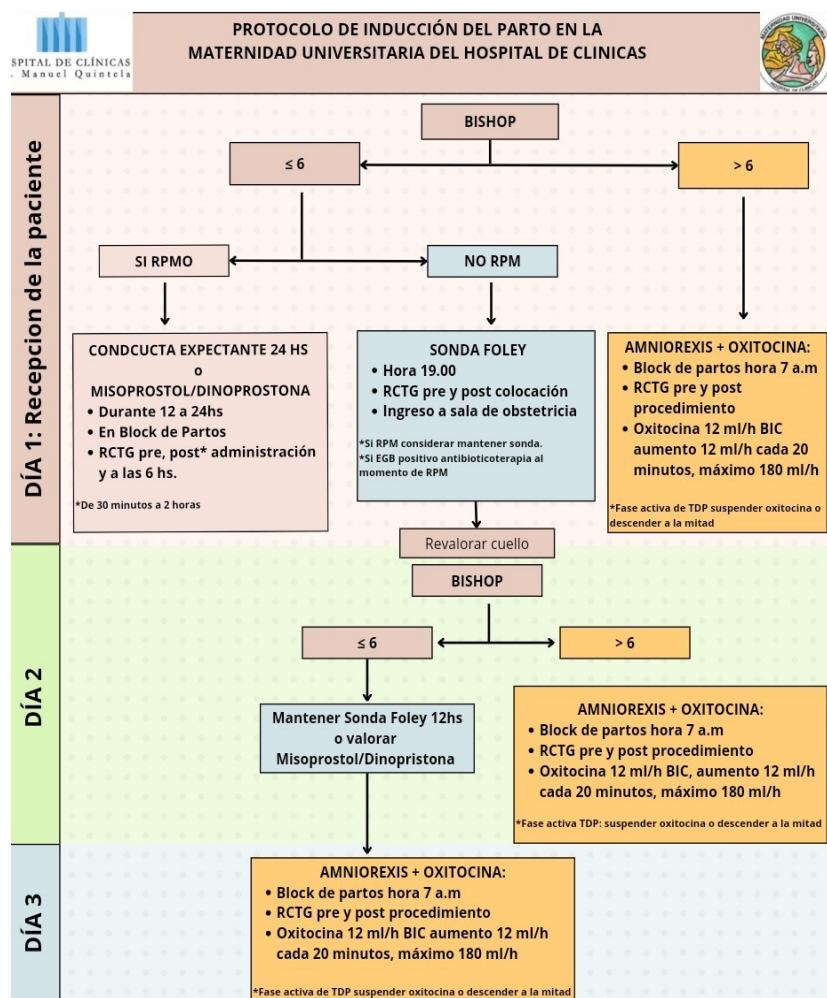 PROTOCOLO DE INDUCCIÓN DEL PARTO EN LA
MATERNIDAD UNIVERSITARIA DEL HOSPITAL DE CLINICAS
SPITAL DE CLÍNICAS
. Manuel Quintela
MATERNIDAD UNIVERSITARIA
HOSPITAL DE CLINICAS
DÍA 1: Recepcion de la paciente
BISHOP
≤ 6
> 6
SI RPMO
NO RPM
CONDCUCTA EXPECTANTE 24 HS
o
MISOPROSTOL/DINOPROSTONA
• Durante 12 a 24hs
• En Block de Partos
• RCTG pre, post* administración
y a las 6 hs.
*De 30 minutos a 2 horas
SONDA FOLEY
• Hora 19.00
• RCTG pre y post colocación
• Ingreso a sala de obstetricia
*Si RPM considerar mantener sonda.
*Si EGB positivo antibioticoterapia al
momento de RPM
AMNIOREXIS + OXITOCINA:
• Block de partos hora 7 a.m
• RCTG pre y post
procedimiento
• Oxitocina 12 ml/h BIC
aumento 12 ml/h cada 20
minutos, máximo 180 ml/h
*Fase activa de TDP suspender oxitocina o
descender a la mitad
Revalorar cuello
DÍA 2
BISHOP
≤ 6
> 6
Mantener Sonda Foley 12hs
o valorar
Misoprostol/Dinopristona
AMNIOREXIS + OXITOCINA:
• Block de partos hora 7 a.m
• RCTG pre y post procedimiento
• Oxitocina 12 ml/h BIC, aumento 12 ml/h
cada 20 minutos, máximo 180 ml/h
*Fase activa TDP: suspender oxitocina o descender a la mitad
DÍA 3
AMNIOREXIS + OXITOCINA:
• Block de partos hora 7 a.m
• RCTG pre y post procedimiento
• Oxitocina 12 ml/h BIC aumento 12 ml/h
cada 20 minutos, máximo 180 ml/h
*Fase activa de TDP suspender oxitocina o descender a la mitad